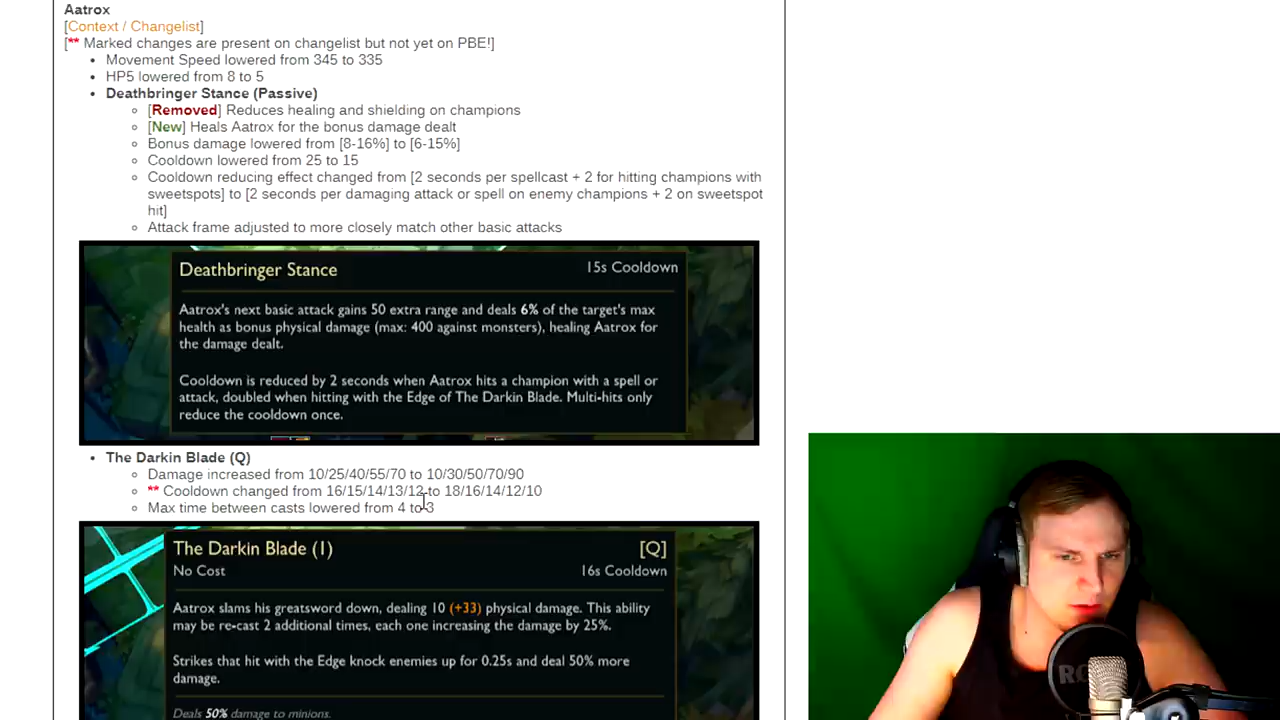 Aatrox
[Context / Changelist]
[** Marked changes are present on changelist but not yet on PBE!]
• Movement Speed lowered from 345 to 335
• HP5 lowered from 8 to 5
• Deathbringer Stance (Passive)
◦ [Removed] Reduces healing and shielding on champions
◦ [New] Heals Aatrox for the bonus damage dealt
◦ Bonus damage lowered from [8-16%] to [6-15%]
◦ Cooldown lowered from 25 to 15
◦ Cooldown reducing effect changed from [2 seconds per spellcast + 2 for hitting champions with
sweetspots] to [2 seconds per damaging attack or spell on enemy champions + 2 on sweetspot
hit]
◦ Attack frame adjusted to more closely match other basic attacks
Deathbringer Stance 15s Cooldown
Aatrox's next basic attack gains 50 extra range and deals 6% of the target's max
health as bonus physical damage (max: 400 against monsters), healing Aatrox for
the damage dealt.
Cooldown is reduced by 2 seconds when Aatrox hits a champion with a spell or
attack, doubled when hitting with the Edge of The Darkin Blade. Multi-hits only
reduce the cooldown once.
• The Darkin Blade (Q)
◦ Damage increased from 10/25/40/55/70 to 10/30/50/70/90
◦ ** Cooldown changed from 16/15/14/13/12 to 18/16/14/12/10
◦ Max time between casts lowered from 4 to 3
The Darkin Blade (1) [Q]
No Cost 16s Cooldown
Aatrox slams his greatsword down, dealing 10 (+33) physical damage. This ability
may be re-cast 2 additional times, each one increasing the damage by 25%.
Strikes that hit with the Edge knock enemies up for 0.25s and deal 50% more
damage.
Deals 50% damage to minions.